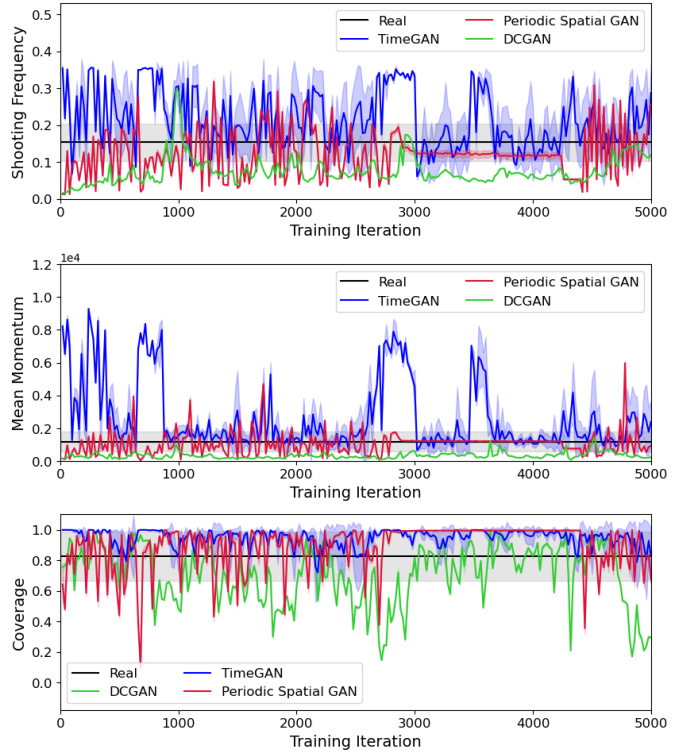 0.5
0.4
0.3
0.2
0.1
0.0
Shooting Frequency
Real
TimeGAN
Periodic Spatial GAN
DCGAN
0 1000 2000 3000 4000 5000
Training Iteration
1e4
1.2
1.0
0.8
0.6
0.4
0.2
0.0
Mean Momentum
Real
TimeGAN
Periodic Spatial GAN
DCGAN
0 1000 2000 3000 4000 5000
Training Iteration
1.0
0.8
0.6
0.4
0.2
0.0
Coverage
Real
DCGAN
TimeGAN
Periodic Spatial GAN
0 1000 2000 3000 4000 5000
Training Iteration